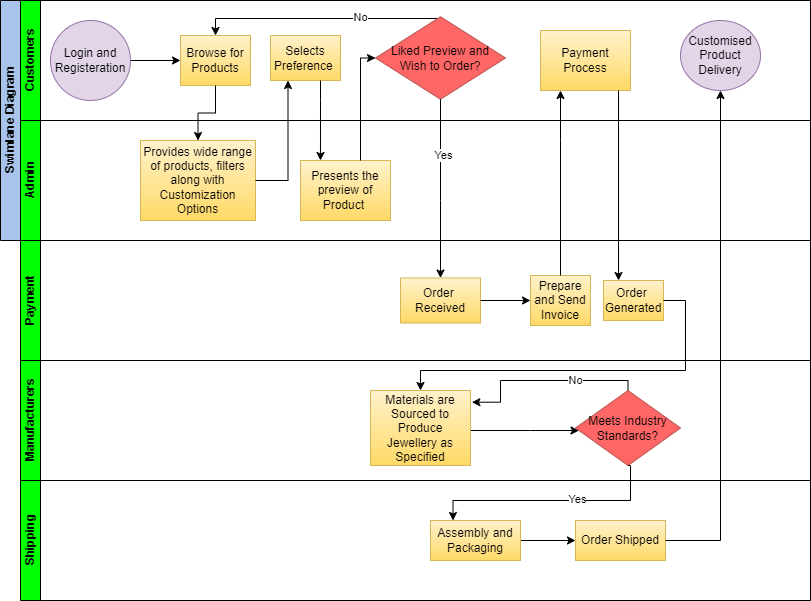 Swimlane Diagram
Customers
Login and
Registeration
Browse for
Products
No
Selects
Preference
Liked Preview and
Wish to Order?
Payment
Process
Customised
Product
Delivery
Admin
Provides wide range
of products, filters
along with
Customization
Options
Presents the
preview of
Product
Yes
Payment
Order
Received
Prepare
and Send
Invoice
Order
Generated
Manufacturers
Materials are
Sourced to
Produce
Jewellery as
Specified
No
Meets Industry
Standards?
Shipping
Yes
Assembly and
Packaging
Order Shipped